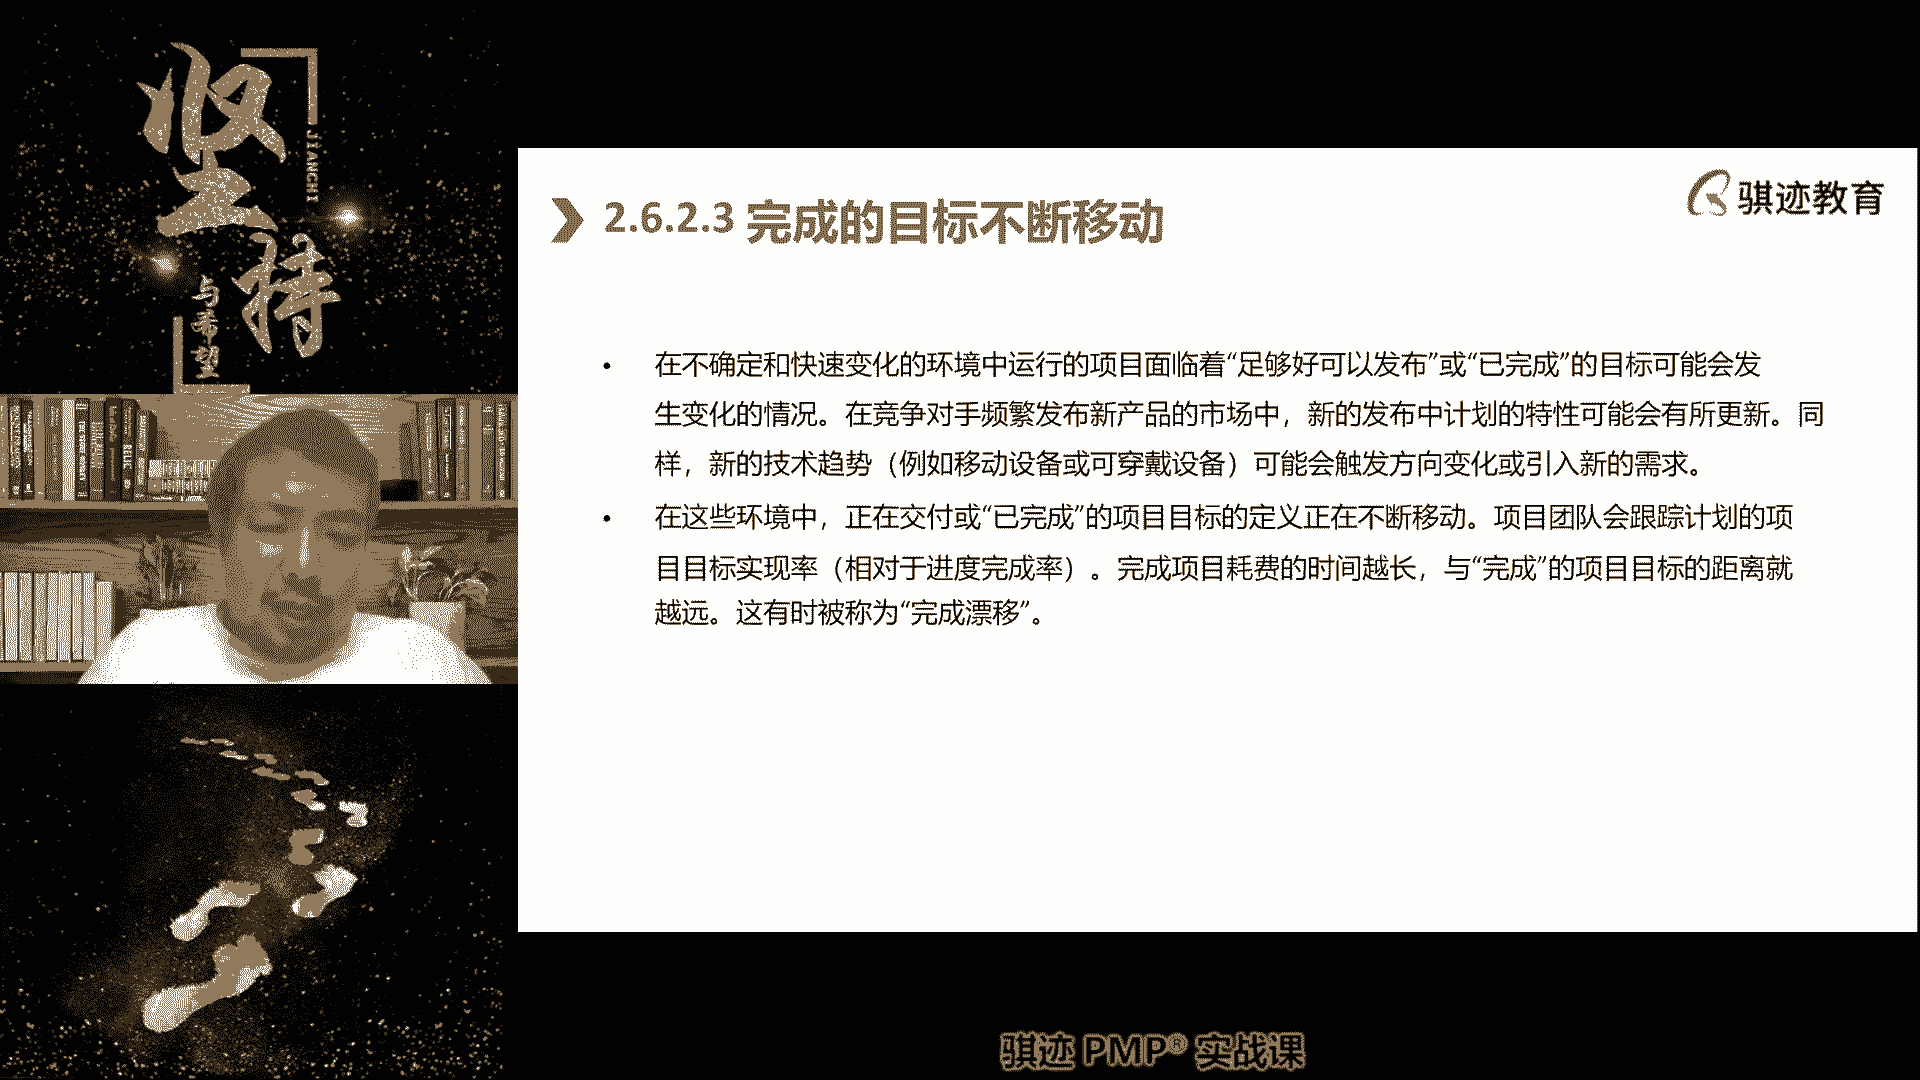 坚持
JIANCHI
与希望
骐迹教育
2.6.2.3 完成的目标不断移动
• 在不确定和快速变化的环境中运行的项目面临着“足够好可以发布”或“已完成”的目标可能会发
生变化的情况。在竞争对手频繁发布新产品的市场中，新的发布中计划的特性可能会有所更新。同
样，新的技术趋势（例如移动设备或可穿戴设备）可能会触发方向变化或引入新的需求。
• 在这些环境中，正在交付或“已完成”的项目目标的定义正在不断移动。项目团队会跟踪计划的项
目目标实现率（相对于进度完成率）。完成项目耗费的时间越长，与“完成”的项目目标的距离就
越远。这有时被称为“完成漂移”。
骐迹 PMP® 实战课